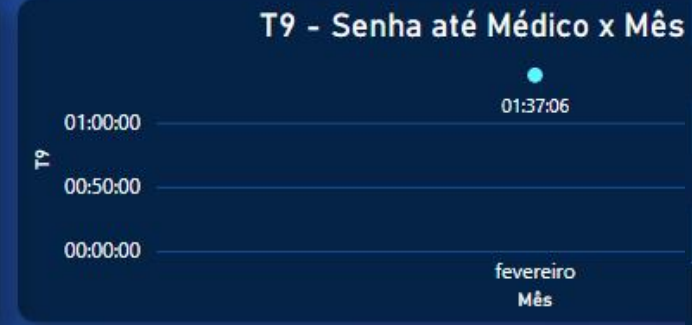 T9 - Senha até Médico x Mês
01:37:06
01:00:00
T9
00:50:00
00:00:00
fevereiro
Mês